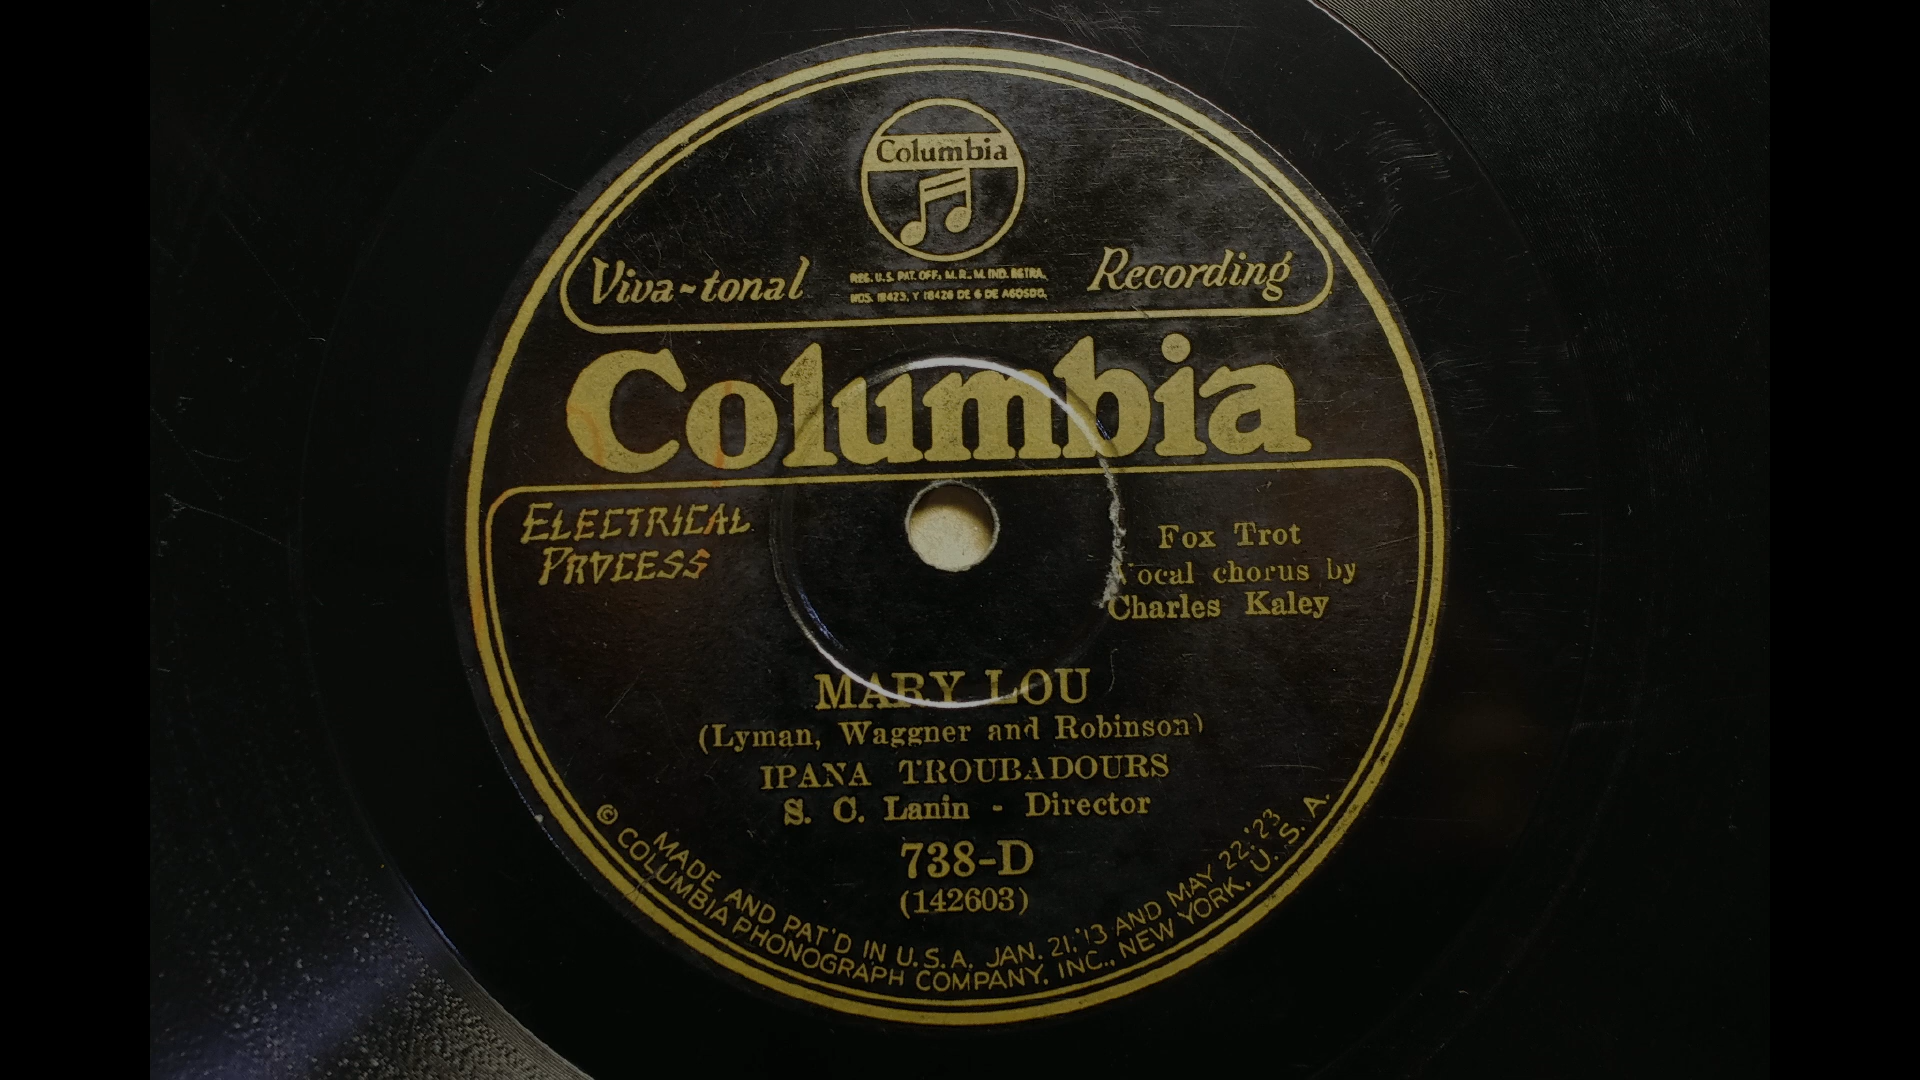 Columbia
Viva-tonal
REG. U.S. PAT. OFF., M. R., M. IND. RGTRA.
NOS. 18423, Y 18426 DE 6 DE AGOSDO,
Recording
Columbia
ELECTRICAL
PROCESS
Fox Trot
Vocal chorus by
Charles Kaley
MARY LOU
(Lyman, Waggner and Robinson)
IPANA TROUBADOURS
S. C. Lanin - Director
738-D
(142603)
MADE AND PAT'D IN U.S.A. JAN. 21,'13 AND MAY 22,'23
© COLUMBIA PHONOGRAPH COMPANY, INC., NEW YORK, U. S. A.